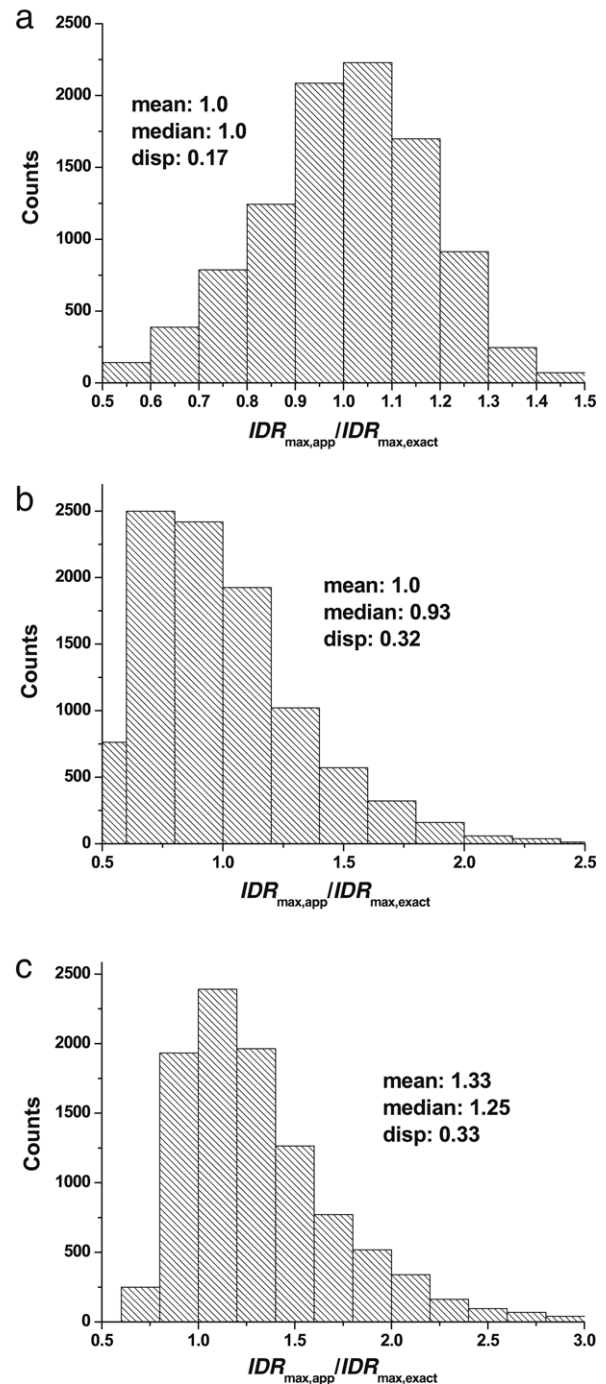 a
2500
2000
1500
1000
500
0
Counts
mean: 1.0
median: 1.0
disp: 0.17
0.5 0.6 0.7 0.8 0.9 1.0 1.1 1.2 1.3 1.4 1.5
IDRmax,app/IDRmax,exact
b
2500
2000
1500
1000
500
0
Counts
mean: 1.0
median: 0.93
disp: 0.32
0.5 1.0 1.5 2.0 2.5
IDRmax,app/IDRmax,exact
c
2500
2000
1500
1000
500
0
Counts
mean: 1.33
median: 1.25
disp: 0.33
0.5 1.0 1.5 2.0 2.5 3.0
IDRmax,app/IDRmax,exact